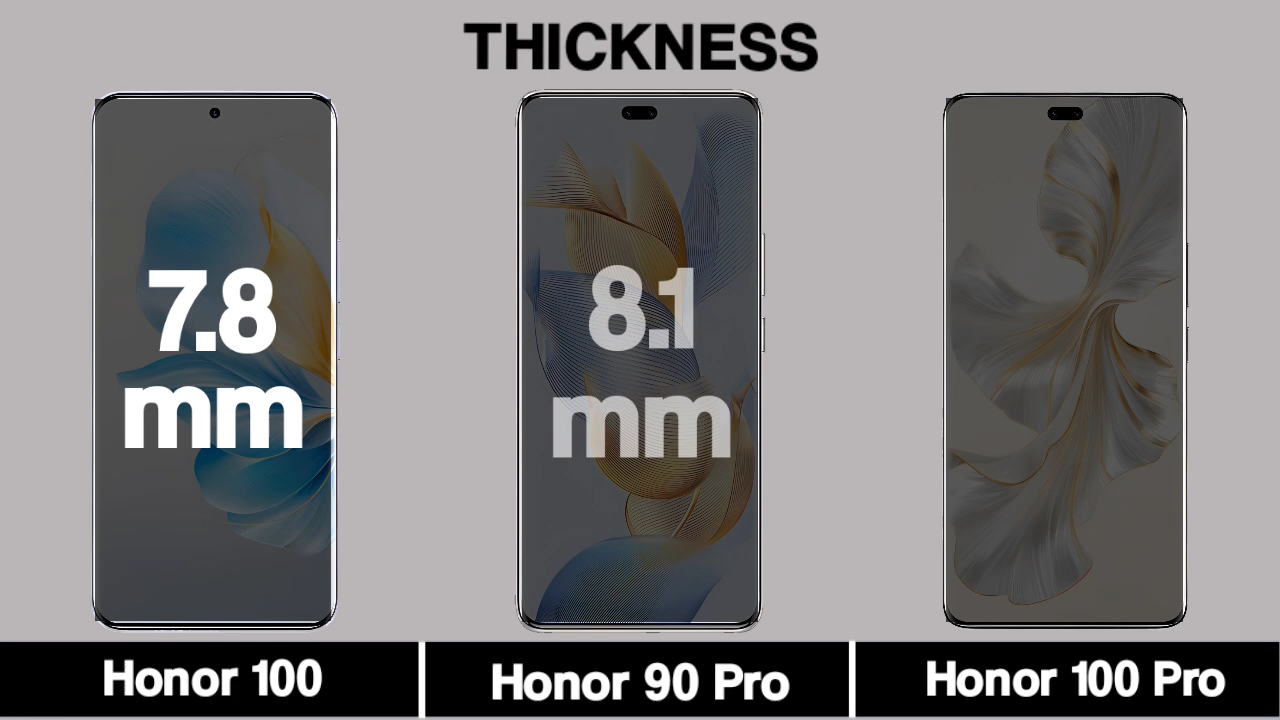 THICKNESS
7.8
mm
8.1
mm
Honor 100
Honor 90 Pro
Honor 100 Pro